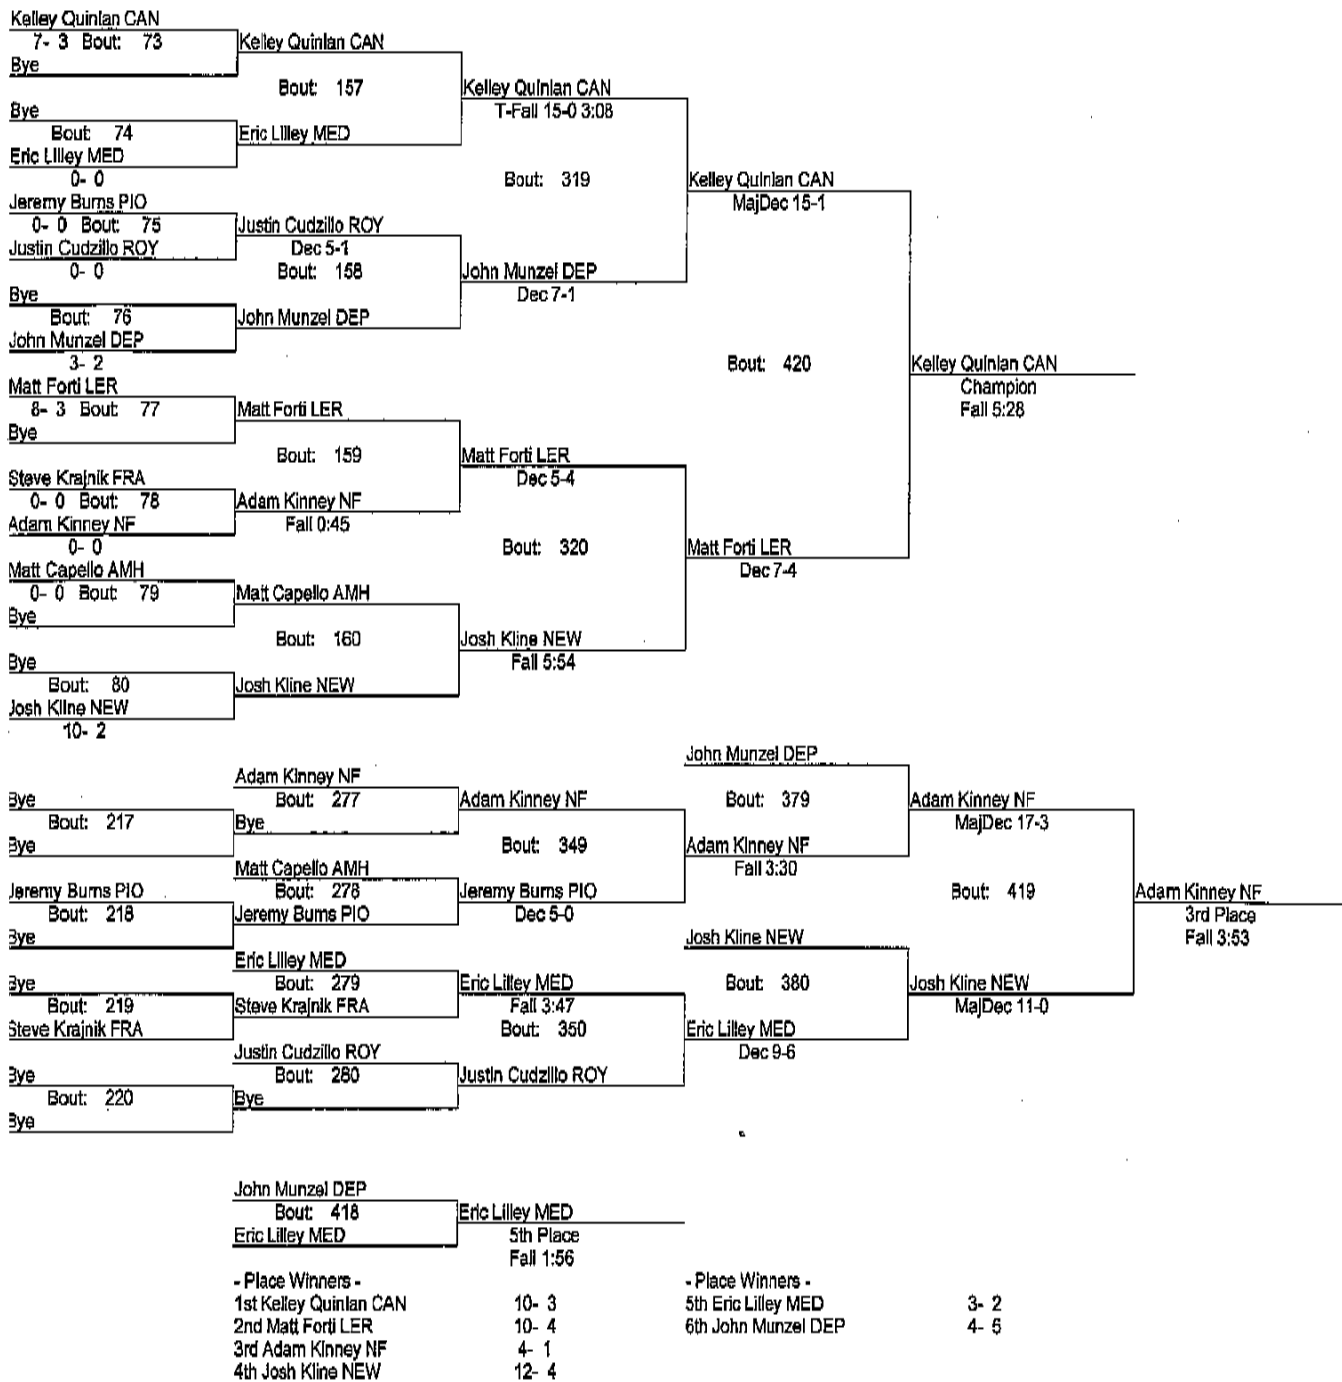 Kelley Quinlan CAN
7- 3 Bout: 73
Bye
Kelley Quinlan CAN
Bout: 157
Bye
Bout: 74
Eric Lilley MED
0- 0
Eric Lilley MED
Kelley Quinlan CAN
T-Fall 15-0 3:08
Bout: 319
Jeremy Burns PIO
0- 0 Bout: 75
Justin Cudzillo ROY
0- 0
Justin Cudzillo ROY
Dec 5-1
Bout: 158
Bye
Bout: 76
John Munzel DEP
3- 2
John Munzel DEP
John Munzel DEP
Dec 7-1
Kelley Quinlan CAN
MajDec 15-1
Bout: 420
Kelley Quinlan CAN
Champion
Fall 5:28
Matt Forti LER
8- 3 Bout: 77
Bye
Matt Forti LER
Bout: 159
Steve Krajnik FRA
0- 0 Bout: 78
Adam Kinney NF
0- 0
Adam Kinney NF
Fall 0:45
Matt Forti LER
Dec 5-4
Bout: 320
Matt Capello AMH
0- 0 Bout: 79
Bye
Matt Capello AMH
Bout: 160
Bye
Bout: 80
Josh Kline NEW
10- 2
Josh Kline NEW
Josh Kline NEW
Fall 5:54
Matt Forti LER
Dec 7-4
Bye
Bout: 217
Bye
Adam Kinney NF
Bout: 277
Bye
Adam Kinney NF
Bout: 349
Jeremy Burns PIO
Bout: 218
Bye
Matt Capello AMH
Bout: 278
Jeremy Burns PIO
Jeremy Burns PIO
Dec 5-0
John Munzel DEP
Bout: 379
Adam Kinney NF
Fall 3:30
Adam Kinney NF
MajDec 17-3
Bout: 419
Adam Kinney NF
3rd Place
Fall 3:53
Bye
Bout: 219
Steve Krajnik FRA
Eric Lilley MED
Bout: 279
Steve Krajnik FRA
Eric Lilley MED
Fall 3:47
Bout: 350
Bye
Bout: 220
Bye
Justin Cudzillo ROY
Bout: 280
Bye
Justin Cudzillo ROY
Josh Kline NEW
Bout: 380
Eric Lilley MED
Dec 9-6
Josh Kline NEW
MajDec 11-0
John Munzel DEP
Bout: 418
Eric Lilley MED
Eric Lilley MED
5th Place
Fall 1:56
- Place Winners -
1st Kelley Quinlan CAN 10- 3
2nd Matt Forti LER 10- 4
3rd Adam Kinney NF 4- 1
4th Josh Kline NEW 12- 4
- Place Winners -
5th Eric Lilley MED 3- 2
6th John Munzel DEP 4- 5